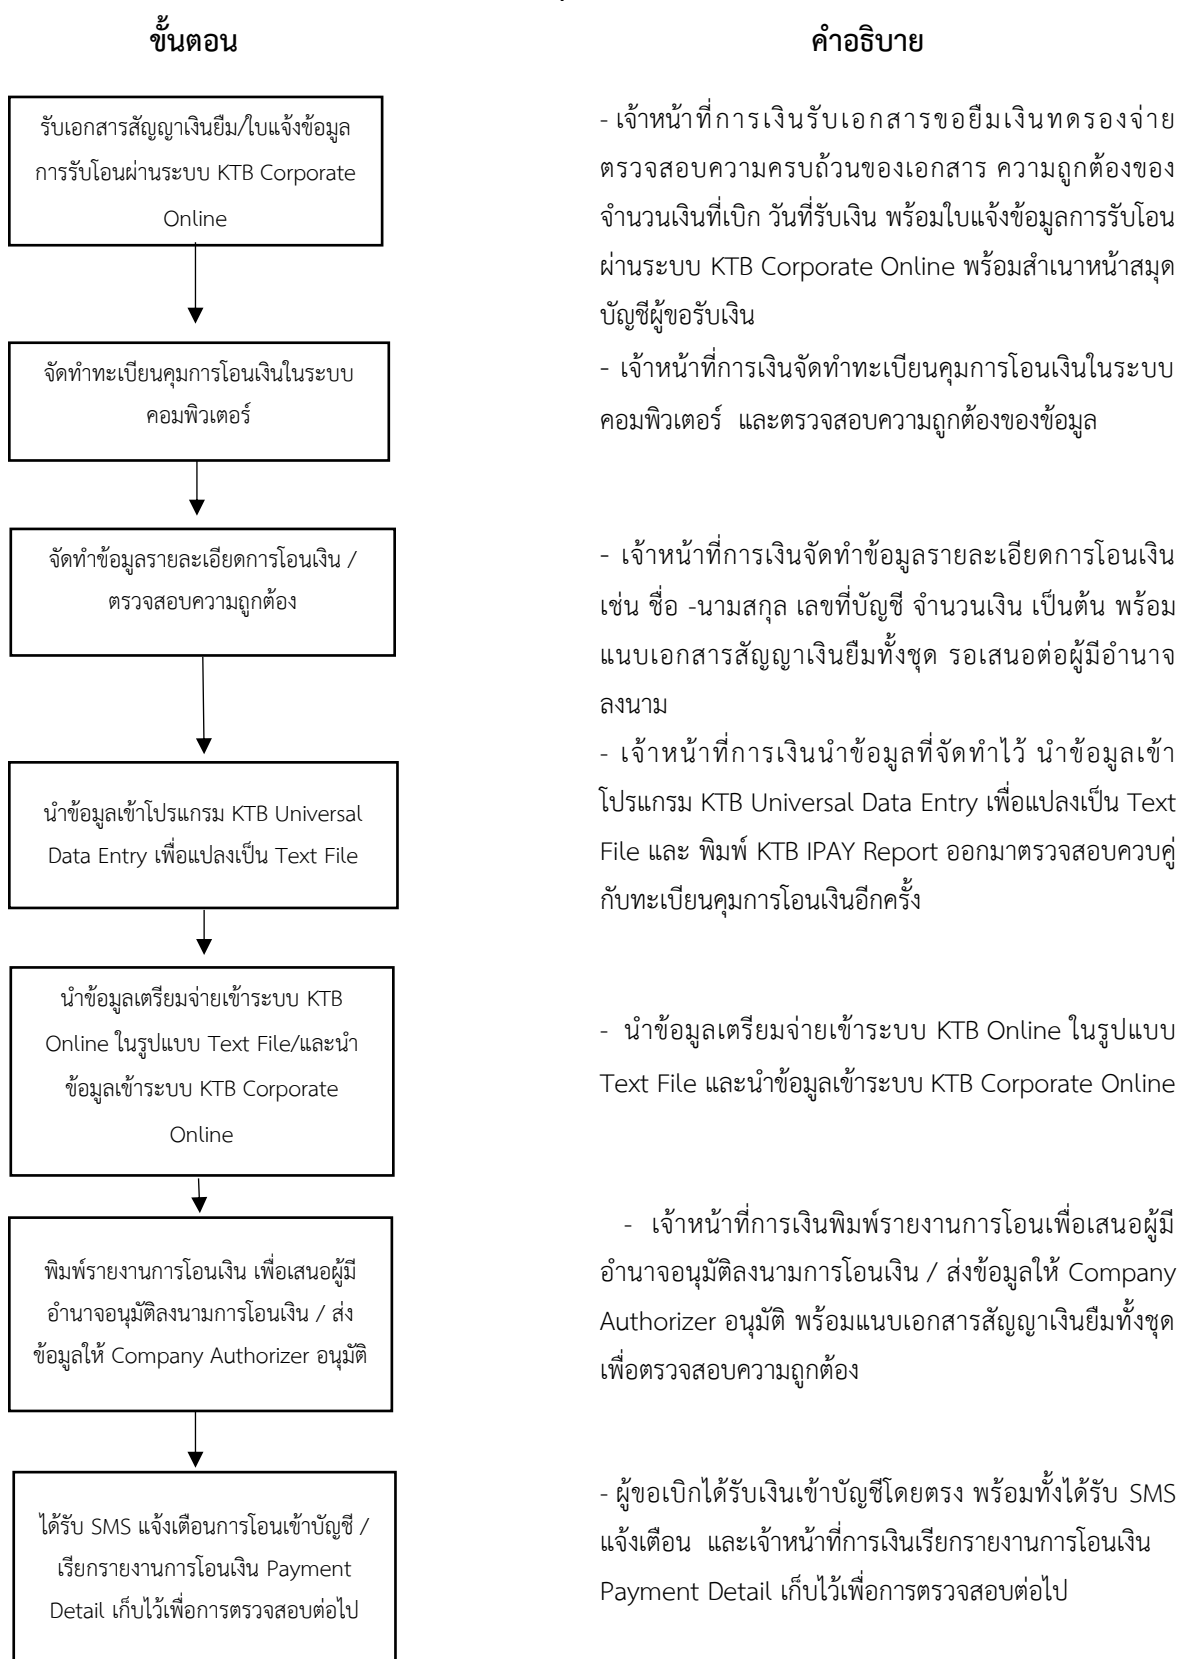 ขั้นตอน
คำอธิบาย
รับเอกสารสัญญาเงินยืม/ใบแจ้งข้อมูล
การรับโอนผ่านระบบ KTB Corporate
Online
- เจ้าหน้าที่การเงินรับเอกสารขอยืมเงินทดรองจ่าย
ตรวจสอบความครบถ้วนของเอกสาร ความถูกต้องของ
จำนวนเงินที่เบิก วันที่รับเงิน พร้อมใบแจ้งข้อมูลการรับโอน
ผ่านระบบ KTB Corporate Online พร้อมสำเนาหน้าสมุด
บัญชีผู้ขอรับเงิน
จัดทำทะเบียนคุมการโอนเงินในระบบ
คอมพิวเตอร์
- เจ้าหน้าที่การเงินจัดทำทะเบียนคุมการโอนเงินในระบบ
คอมพิวเตอร์ และตรวจสอบความถูกต้องของข้อมูล
จัดทำข้อมูลรายละเอียดการโอนเงิน /
ตรวจสอบความถูกต้อง
- เจ้าหน้าที่การเงินจัดทำข้อมูลรายละเอียดการโอนเงิน
เช่น ชื่อ -นามสกุล เลขที่บัญชี จำนวนเงิน เป็นต้น พร้อม
แนบเอกสารสัญญาเงินยืมทั้งชุด รอเสนอต่อผู้มีอำนาจ
ลงนาม
นำข้อมูลเข้าโปรแกรม KTB Universal
Data Entry เพื่อแปลงเป็น Text File
- เจ้าหน้าที่การเงินนำข้อมูลที่จัดทำไว้ นำข้อมูลเข้า
โปรแกรม KTB Universal Data Entry เพื่อแปลงเป็น Text
File และ พิมพ์ KTB IPAY Report ออกมาตรวจสอบควบคู่
กับทะเบียนคุมการโอนเงินอีกครั้ง
นำข้อมูลเตรียมจ่ายเข้าระบบ KTB
Online ในรูปแบบ Text File/และนำ
ข้อมูลเข้าระบบ KTB Corporate
Online
- นำข้อมูลเตรียมจ่ายเข้าระบบ KTB Online ในรูปแบบ
Text File และนำข้อมูลเข้าระบบ KTB Corporate Online
พิมพ์รายงานการโอนเงิน เพื่อเสนอผู้มี
อำนาจอนุมัติลงนามการโอนเงิน / ส่ง
ข้อมูลให้ Company Authorizer อนุมัติ
- เจ้าหน้าที่การเงินพิมพ์รายงานการโอนเพื่อเสนอผู้มี
อำนาจอนุมัติลงนามการโอนเงิน / ส่งข้อมูลให้ Company
Authorizer อนุมัติ พร้อมแนบเอกสารสัญญาเงินยืมทั้งชุด
เพื่อตรวจสอบความถูกต้อง
ได้รับ SMS แจ้งเตือนการโอนเข้าบัญชี /
เรียกรายงานการโอนเงิน Payment
Detail เก็บไว้เพื่อการตรวจสอบต่อไป
- ผู้ขอเบิกได้รับเงินเข้าบัญชีโดยตรง พร้อมทั้งได้รับ SMS
แจ้งเตือน และเจ้าหน้าที่การเงินเรียกรายงานการโอนเงิน
Payment Detail เก็บไว้เพื่อการตรวจสอบต่อไป